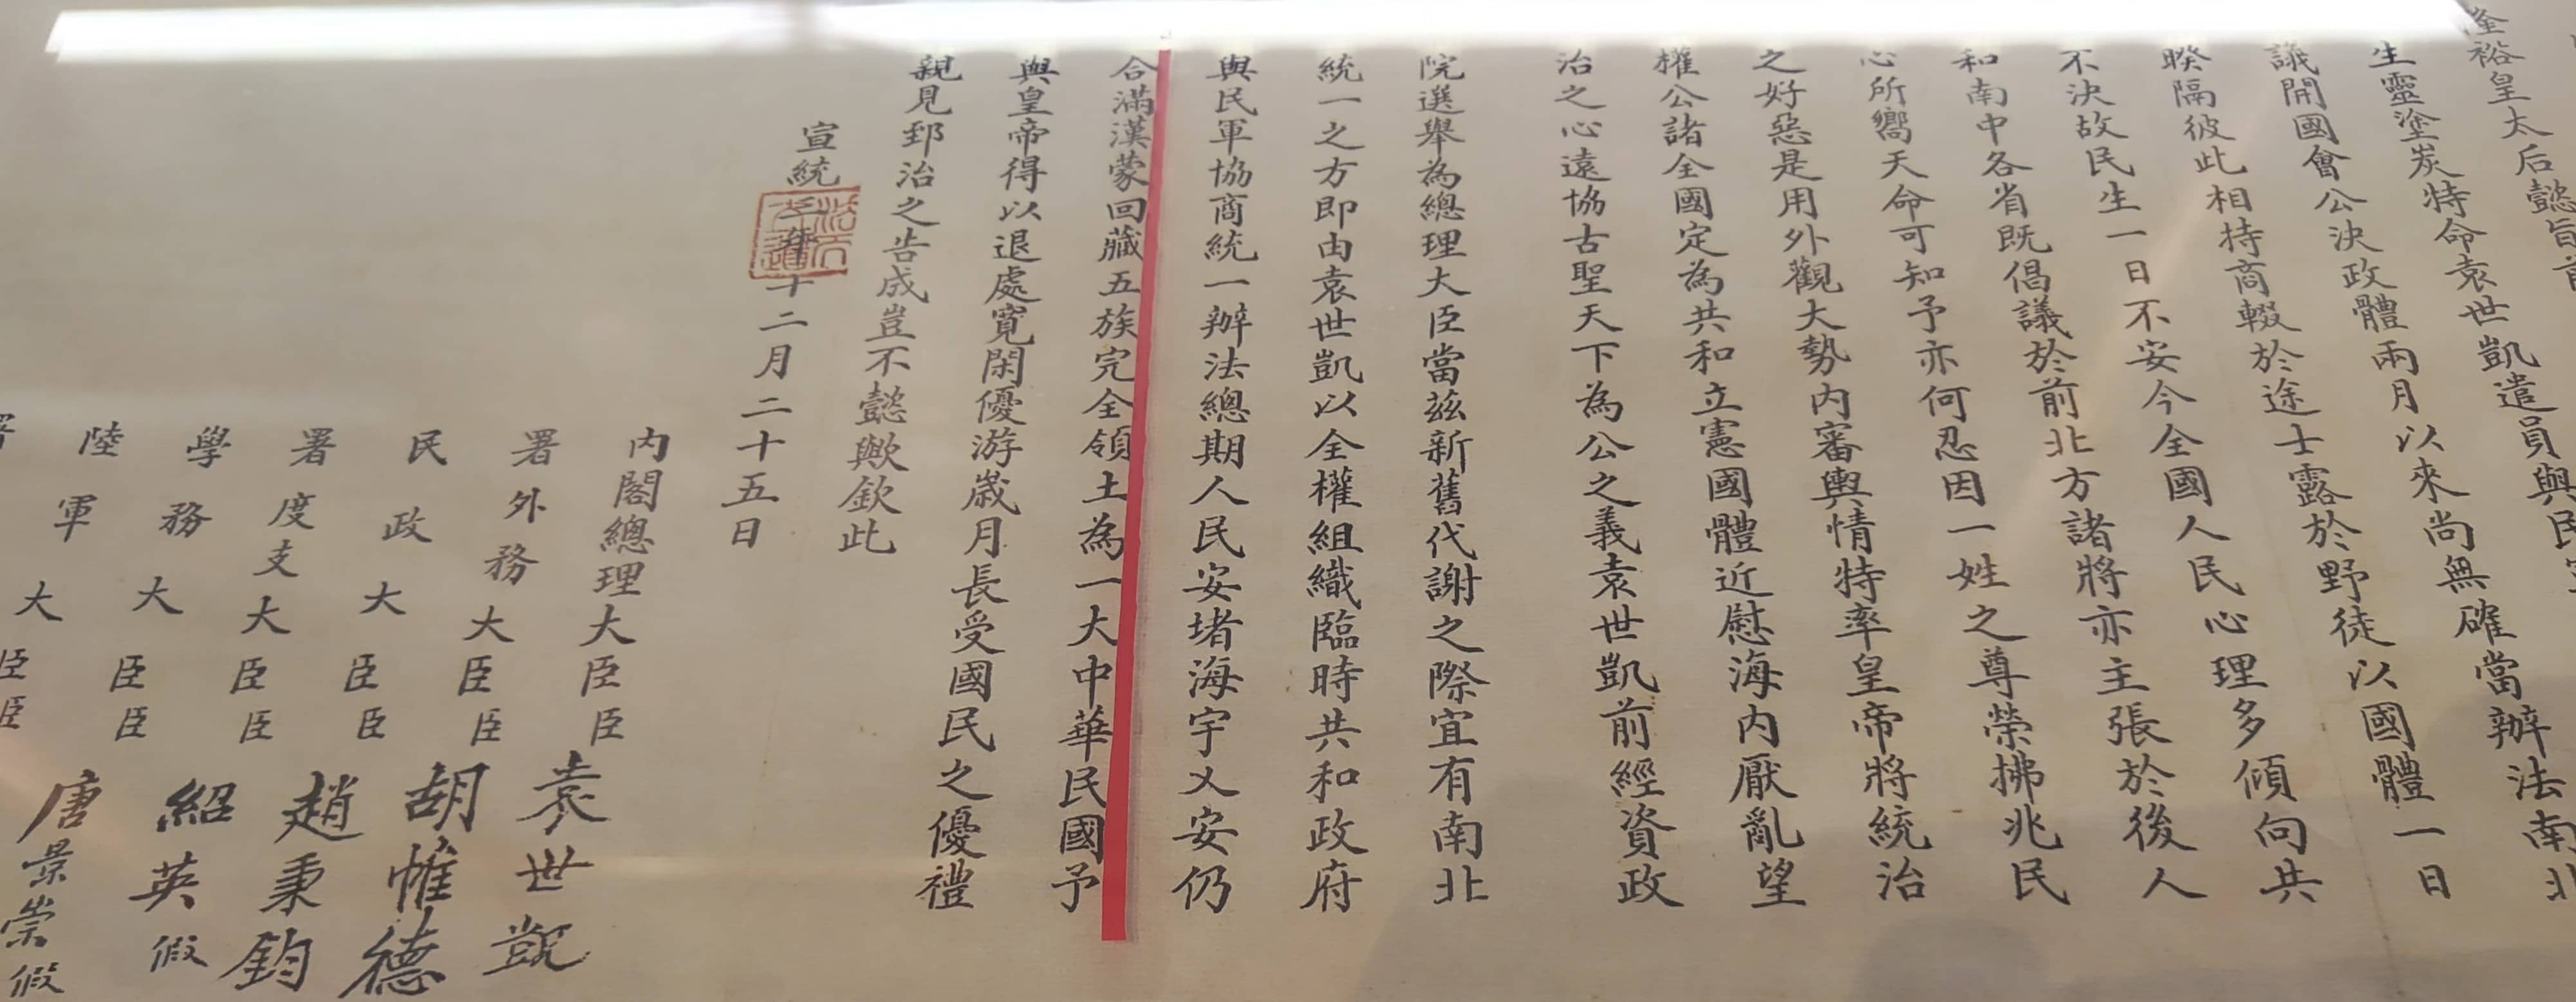 隆裕皇太后懿旨前
生靈塗炭特命袁世凱遣員與民
議開國會公決政體兩月以來尚無確當辦法南北
暌隔彼此相持商輟於途士露於野徒以國體一日
不決故民生一日不安今全國人民心理多傾向共
和南中各省既倡議於前北方諸將亦主張於後人
心所嚮天命可知予亦何忍因一姓之尊榮拂兆民
之好惡是用外觀大勢內審輿情特率皇帝將統治
權公諸全國定為共和立憲國體近慰海內厭亂望
治之心遠協古聖天下為公之義袁世凱前經資政
院選舉為總理大臣當茲新舊代謝之際宜有南北
統一之方即由袁世凱以全權組織臨時共和政府
與民軍協商統一辦法總期人民安堵海宇乂安仍
合滿漢蒙回藏五族完全領土為一大中華民國予
與皇帝得以退處寬閑優游歲月長受國民之優禮
親見郅治之告成豈不懿歟欽此
宣統三年十二月二十五日
法天立道
內閣總理大臣臣袁世凱
署外務大臣臣胡惟德
民政大臣臣趙秉鈞
署度支大臣臣紹英假
學務大臣臣唐景崇假
陸軍大臣臣
署